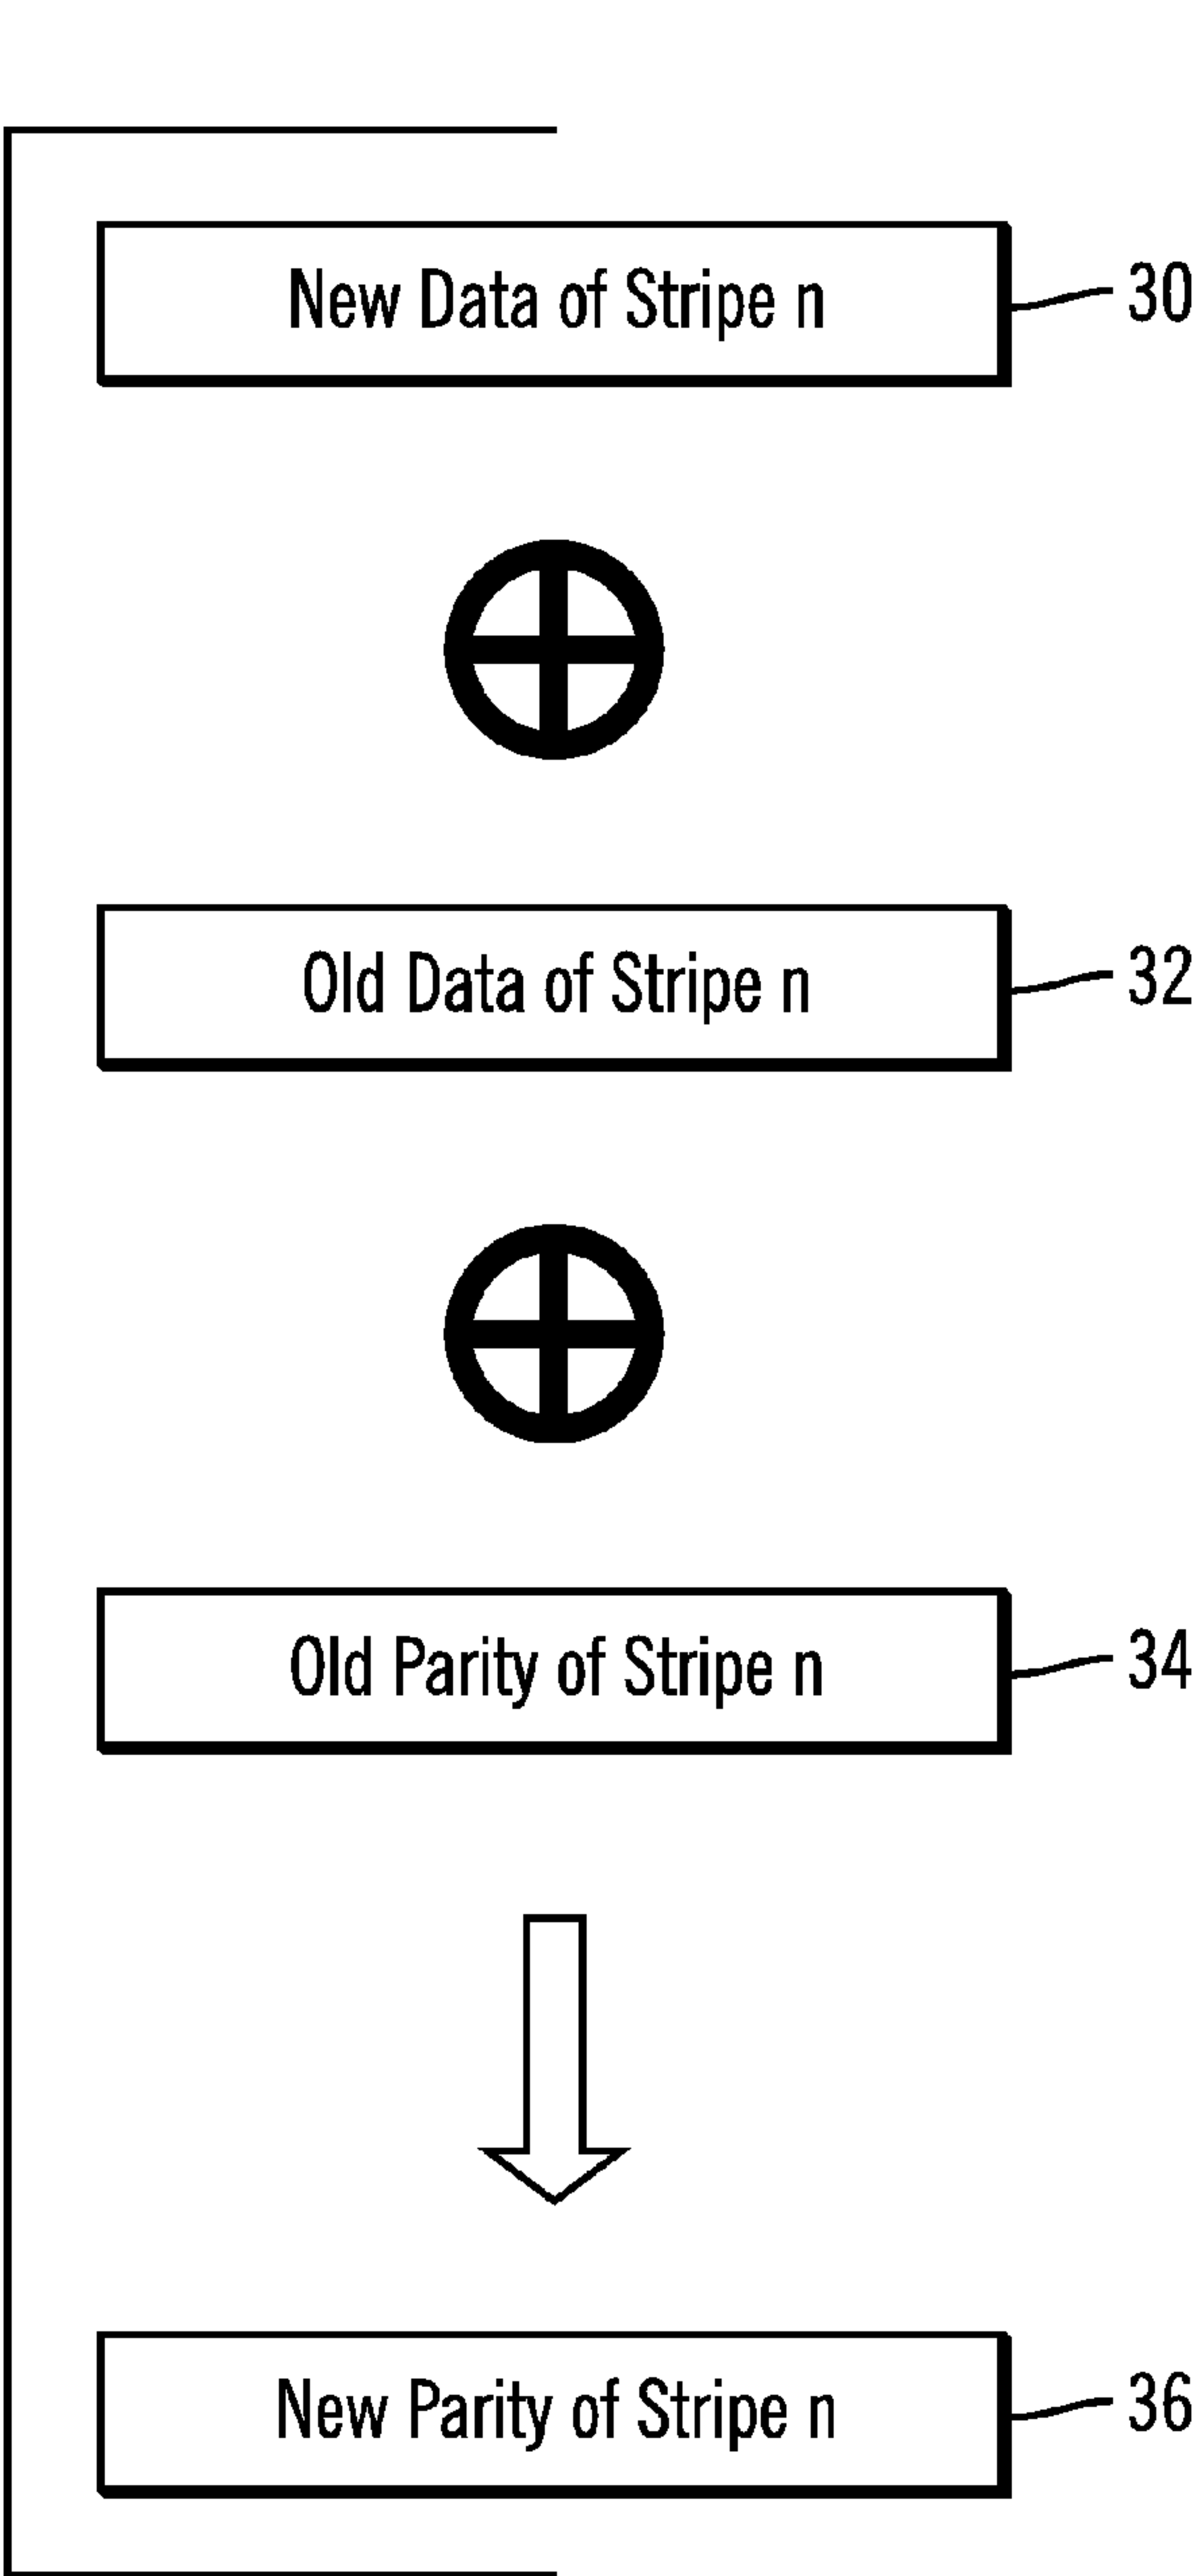 New Data of Stripe n
30
Old Data of Stripe n
32
Old Parity of Stripe n
34
New Parity of Stripe n
36